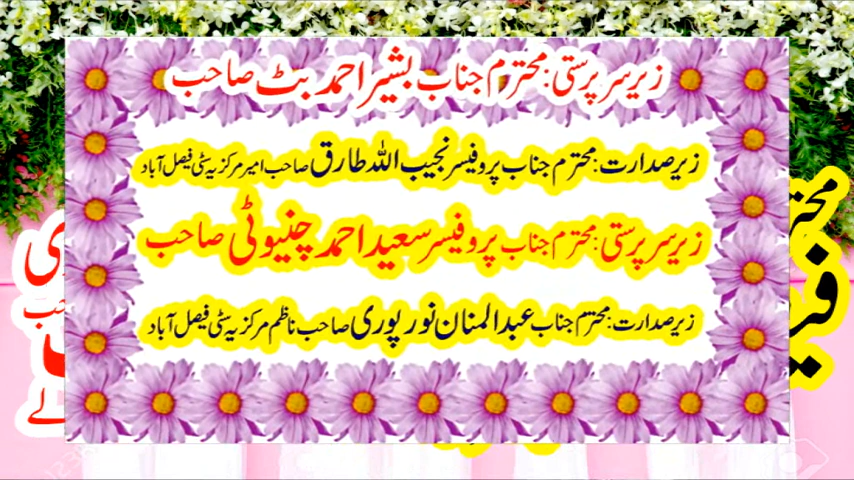 زیر سرپرستی: محترم جناب بشیر احمد بٹ صاحب
زیر صدارت: محترم جناب پروفیسر نجیب اللہ طارق صاحب امیر مرکزیہ سٹی فیصل آباد
زیر سرپرستی: محترم جناب پروفیسر سعید احمد چنیوٹی صاحب
زیر صدارت: محترم جناب عبدالمنان نورپوری صاحب ناظم مرکزیہ سٹی فیصل آباد